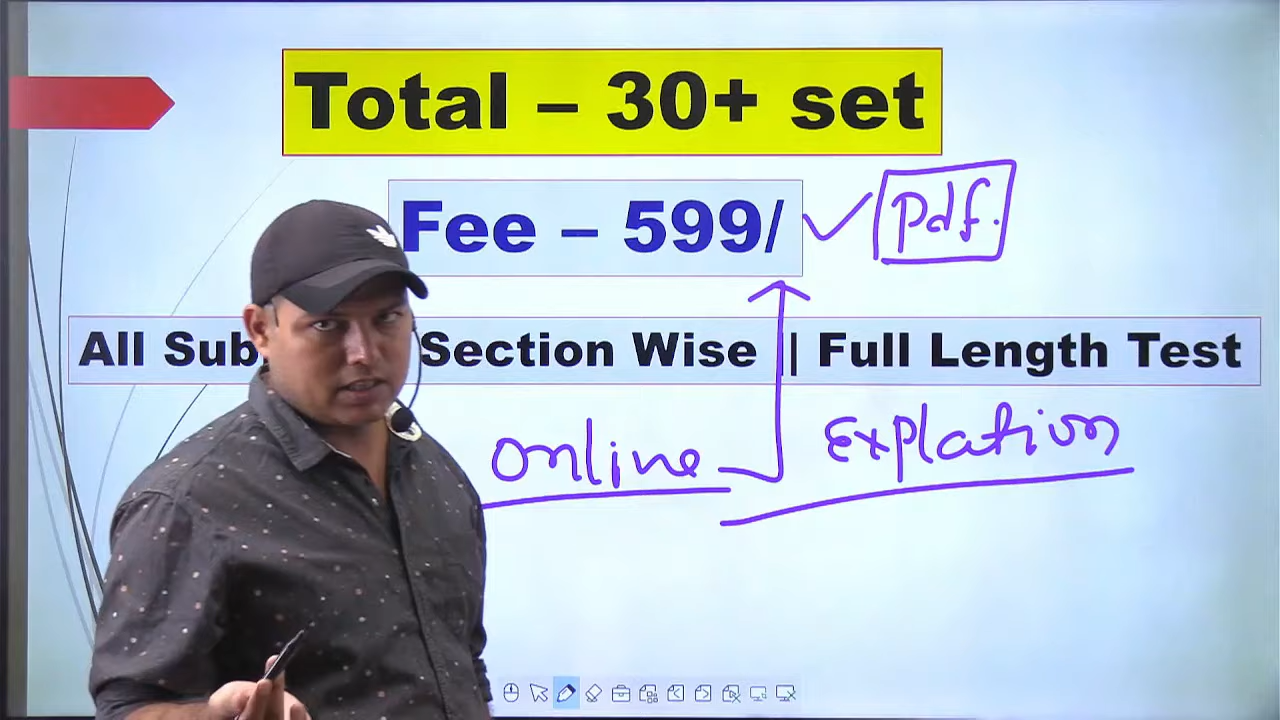 Total – 30+ set
Fee – 599/
pdf.
All Sub Section Wise || Full Length Test
online
Explation